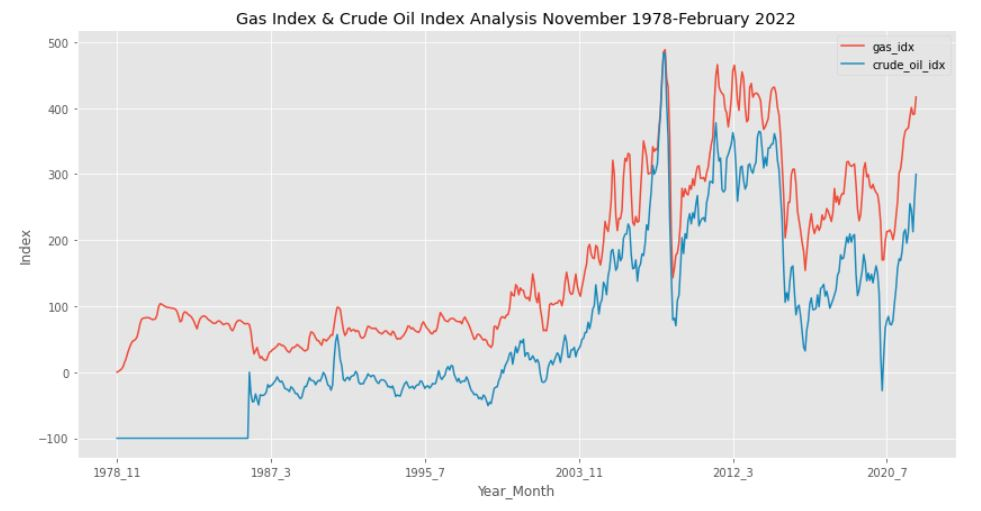 Gas Index & Crude Oil Index Analysis November 1978-February 2022
gas_idx
crude_oil_idx
500
400
300
200
100
0
−100
Index
1978_11 1987_3 1995_7 2003_11 2012_3 2020_7
Year_Month